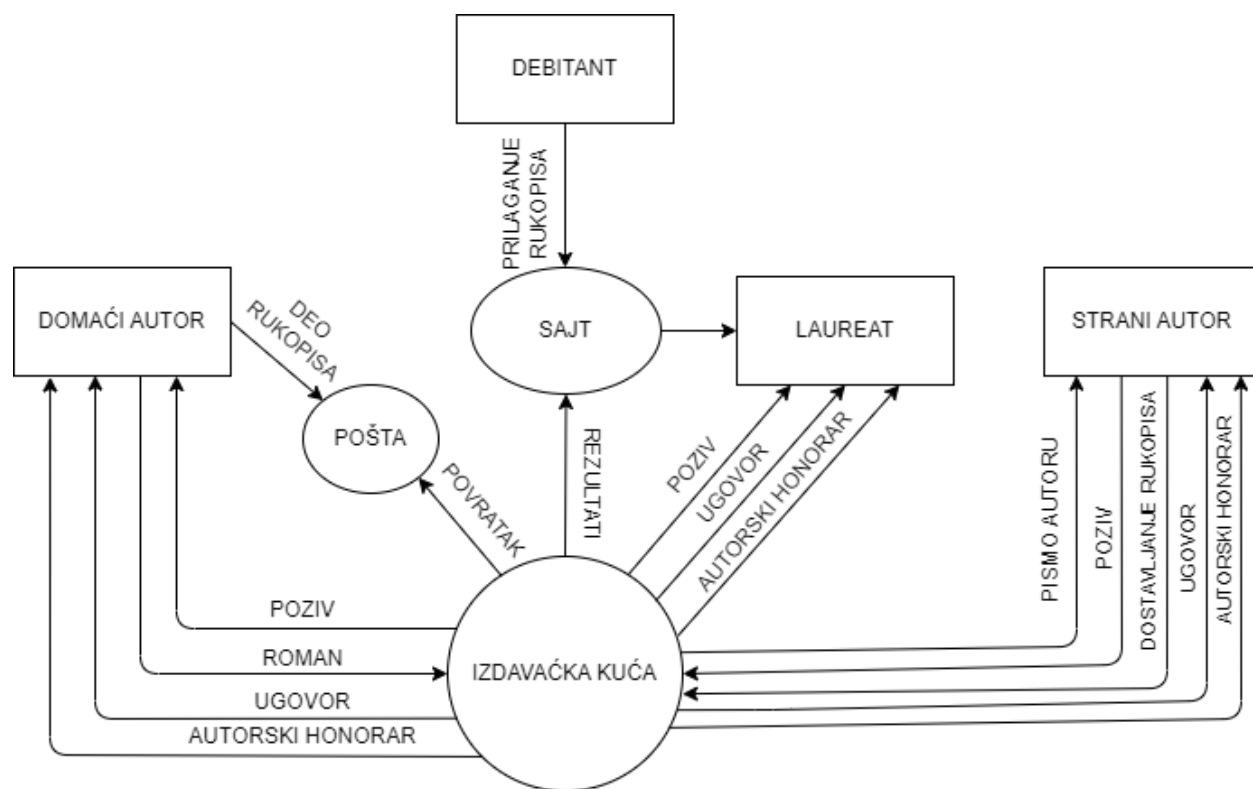 DEBITANT
PRILAGANJE
RUKOPISA
DOMAĆI AUTOR
DEO
RUKOPISA
SAJT
LAUREAT
STRANI AUTOR
POŠTA
POVRATAK
REZULTATI
POZIV
UGOVOR
AUTORSKI HONORAR
PISMO AUTORU
POZIV
DOSTAVLJANJE RUKOPISA
UGOVOR
AUTORSKI HONORAR
POZIV
ROMAN
UGOVOR
AUTORSKI HONORAR
IZDAVAĆKA KUĆA